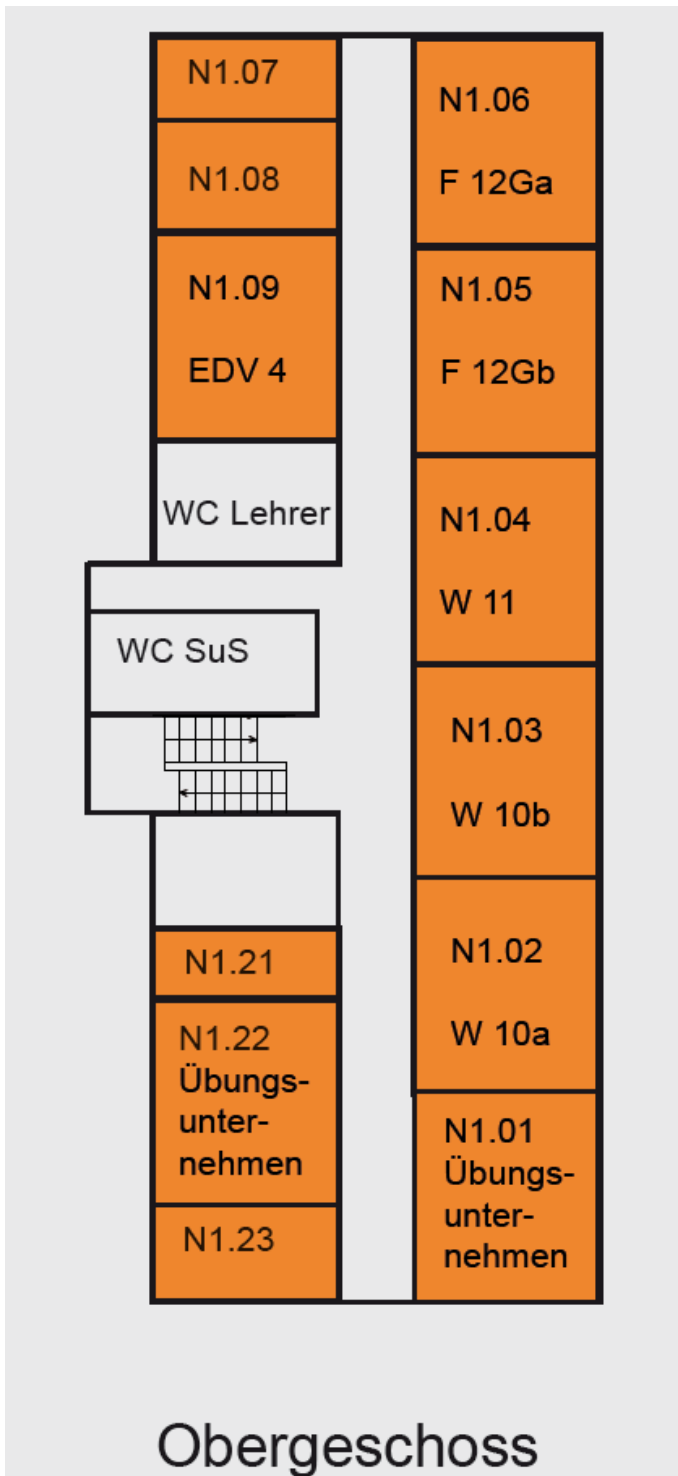 N1.07
N1.08
N1.09
EDV 4
WC Lehrer
WC SuS
N1.21
N1.22
Übungs-
unter-
nehmen
N1.23
N1.06
F 12Ga
N1.05
F 12Gb
N1.04
W 11
N1.03
W 10b
N1.02
W 10a
N1.01
Übungs-
unter-
nehmen
Obergeschoss